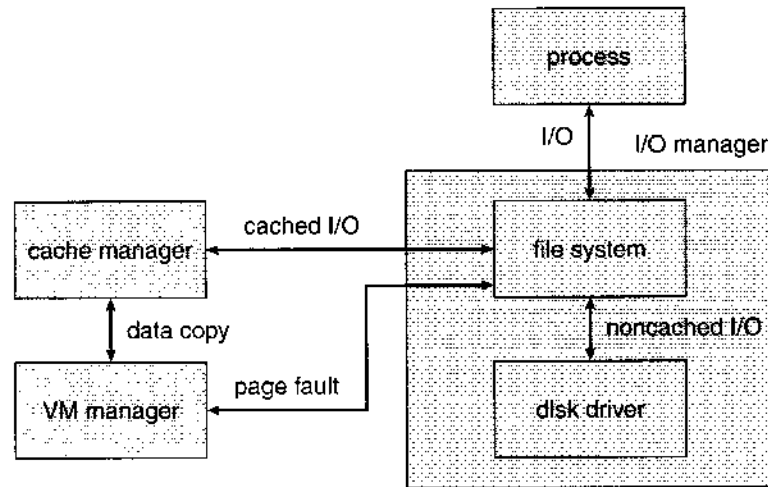 process
I/O
I/O manager
cached I/O
cache manager
file system
data copy
noncached I/O
page fault
VM manager
disk driver